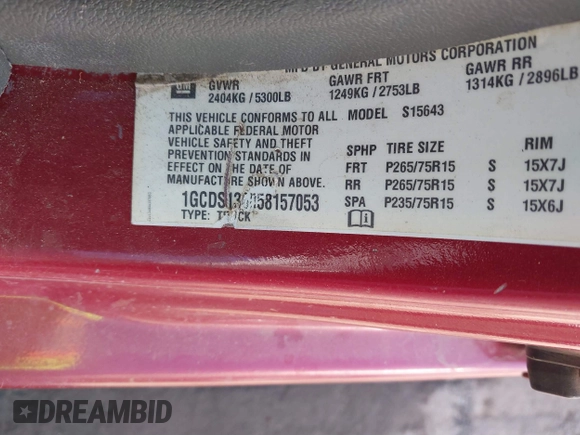 MFD BY GENERAL MOTORS CORPORATION
GM
GVWR GAWR FRT GAWR RR
2404KG / 5300LB 1249KG / 2753LB 1314KG / 2896LB
THIS VEHICLE CONFORMS TO ALL MODEL S15643
APPLICABLE FEDERAL MOTOR
VEHICLE SAFETY AND THEFT
PREVENTION STANDARDS IN
EFFECT ON THE DATE OF
MANUFACTURE SHOWN ABOVE.
SPHP TIRE SIZE RIM
FRT P265/75R15 S 15X7J
RR P265/75R15 S 15X7J
SPA P235/75R15 S 15X6J
TYPE: TRUCK
DREAMBID